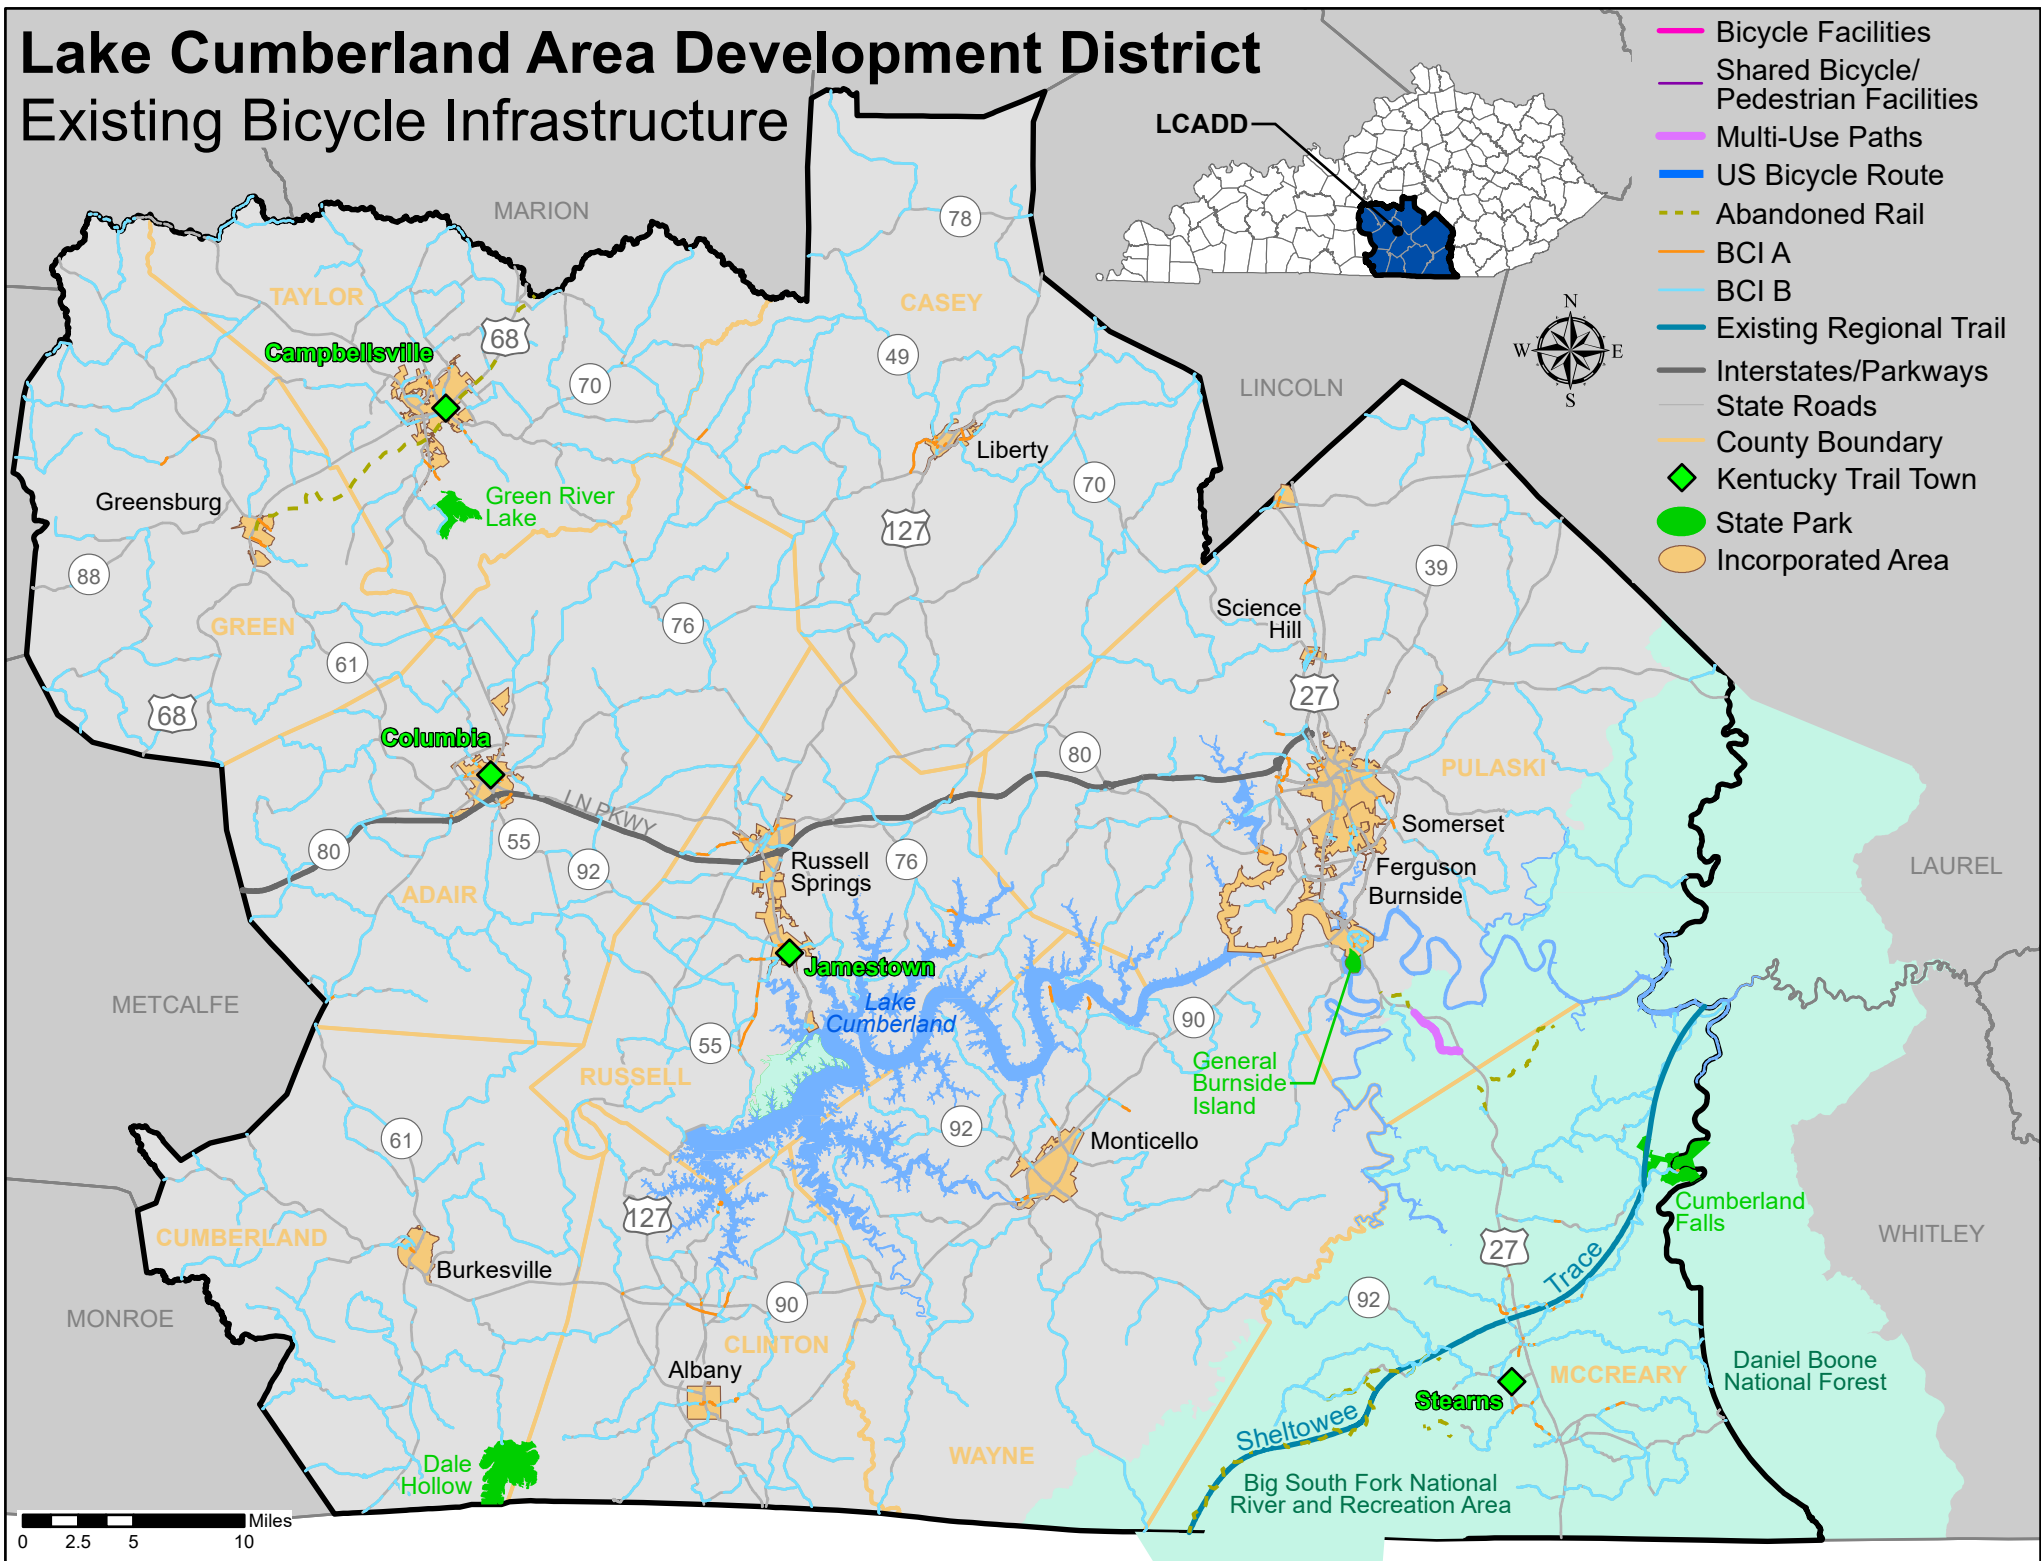 Lake Cumberland Area Development District
Existing Bicycle Infrastructure
Bicycle Facilities
Shared Bicycle/
Pedestrian Facilities
Multi-Use Paths
US Bicycle Route
Abandoned Rail
BCI A
BCI B
Existing Regional Trail
Interstates/Parkways
State Roads
County Boundary
Kentucky Trail Town
State Park
Incorporated Area
LCADD
N
W
E
S
MARION
78
TAYLOR
CASEY
68
Campbellsville
49
70
LINCOLN
Liberty
70
Greensburg
Green River
Lake
127
88
39
GREEN
76
Science
Hill
61
27
68
Columbia
80
PULASKI
LN PKWY
80
55
92
Russell
Springs
76
Somerset
Ferguson
Burnside
LAUREL
ADAIR
Jamestown
METCALFE
Lake
Cumberland
90
55
General
Burnside
Island
RUSSELL
61
92
Monticello
Cumberland
Falls
127
CUMBERLAND
WHITLEY
27
Burkesville
Trace
90
92
MONROE
CLINTON
Albany
MCCREARY
Daniel Boone
National Forest
Stearns
Sheltowee
WAYNE
Dale
Hollow
Big South Fork National
River and Recreation Area
Miles
0 2.5 5 10